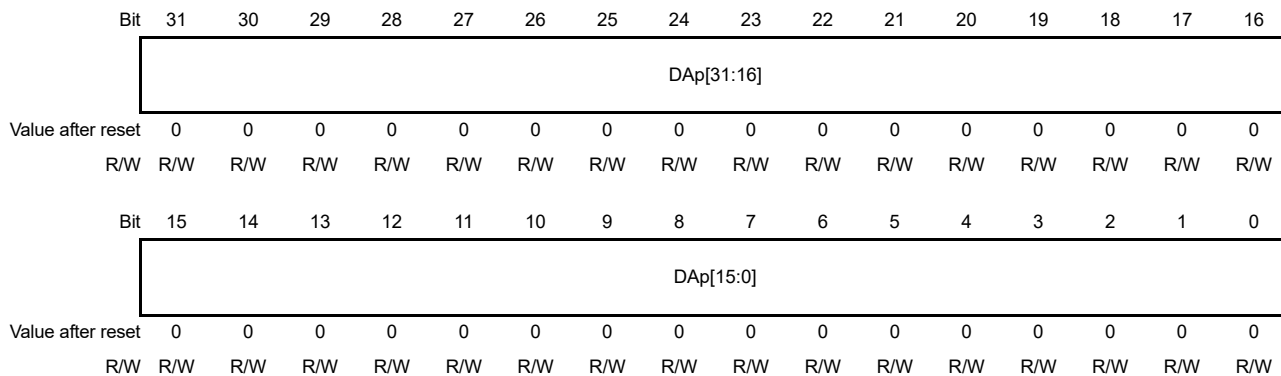 Bit 31 30 29 28 27 26 25 24 23 22 21 20 19 18 17 16
DAp[31:16]
Value after reset 0 0 0 0 0 0 0 0 0 0 0 0 0 0 0 0
R/W R/W R/W R/W R/W R/W R/W R/W R/W R/W R/W R/W R/W R/W R/W R/W R/W
Bit 15 14 13 12 11 10 9 8 7 6 5 4 3 2 1 0
DAp[15:0]
Value after reset 0 0 0 0 0 0 0 0 0 0 0 0 0 0 0 0
R/W R/W R/W R/W R/W R/W R/W R/W R/W R/W R/W R/W R/W R/W R/W R/W R/W